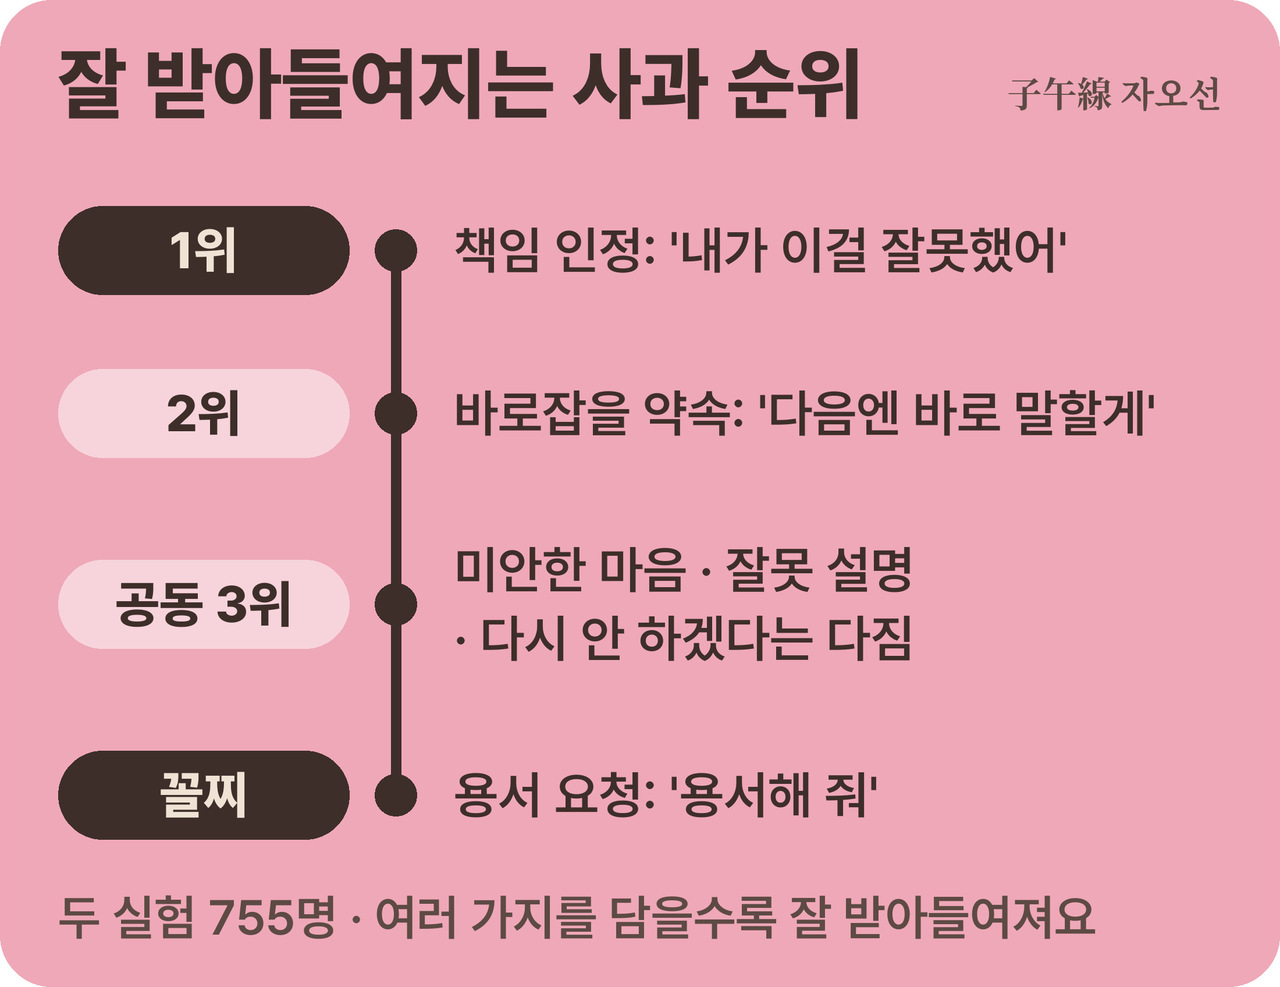 잘 받아들여지는 사과 순위
子午線 자오선
1위
책임 인정: '내가 이걸 잘못했어'
2위
바로잡을 약속: '다음엔 바로 말할게'
공동 3위
미안한 마음 · 잘못 설명
· 다시 안 하겠다는 다짐
꼴찌
용서 요청: '용서해 줘'
두 실험 755명 · 여러 가지를 담을수록 잘 받아들여져요